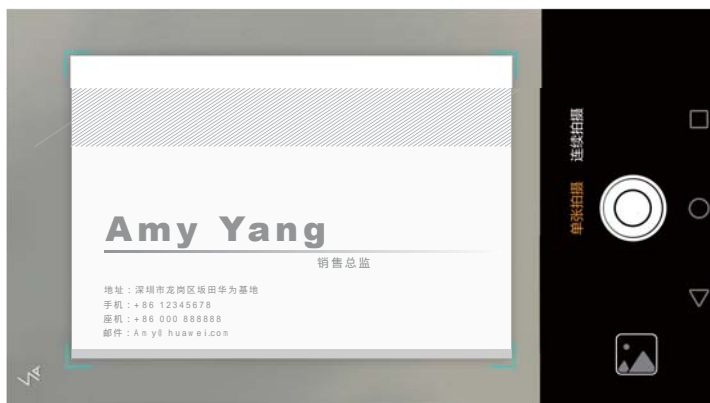 Amy Yang
销售总监
地址：深圳市龙岗区坂田华为基地
手机：+86 12345678
座机：+86 000 888888
邮件：Amy@huawei.com
连续拍摄
单张拍摄